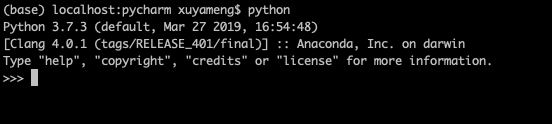 (base) localhost:pycharm xuyameng$ python
Python 3.7.3 (default, Mar 27 2019, 16:54:48)
[Clang 4.0.1 (tags/RELEASE_401/final)] :: Anaconda, Inc. on darwin
Type "help", "copyright", "credits" or "license" for more information.
>>>